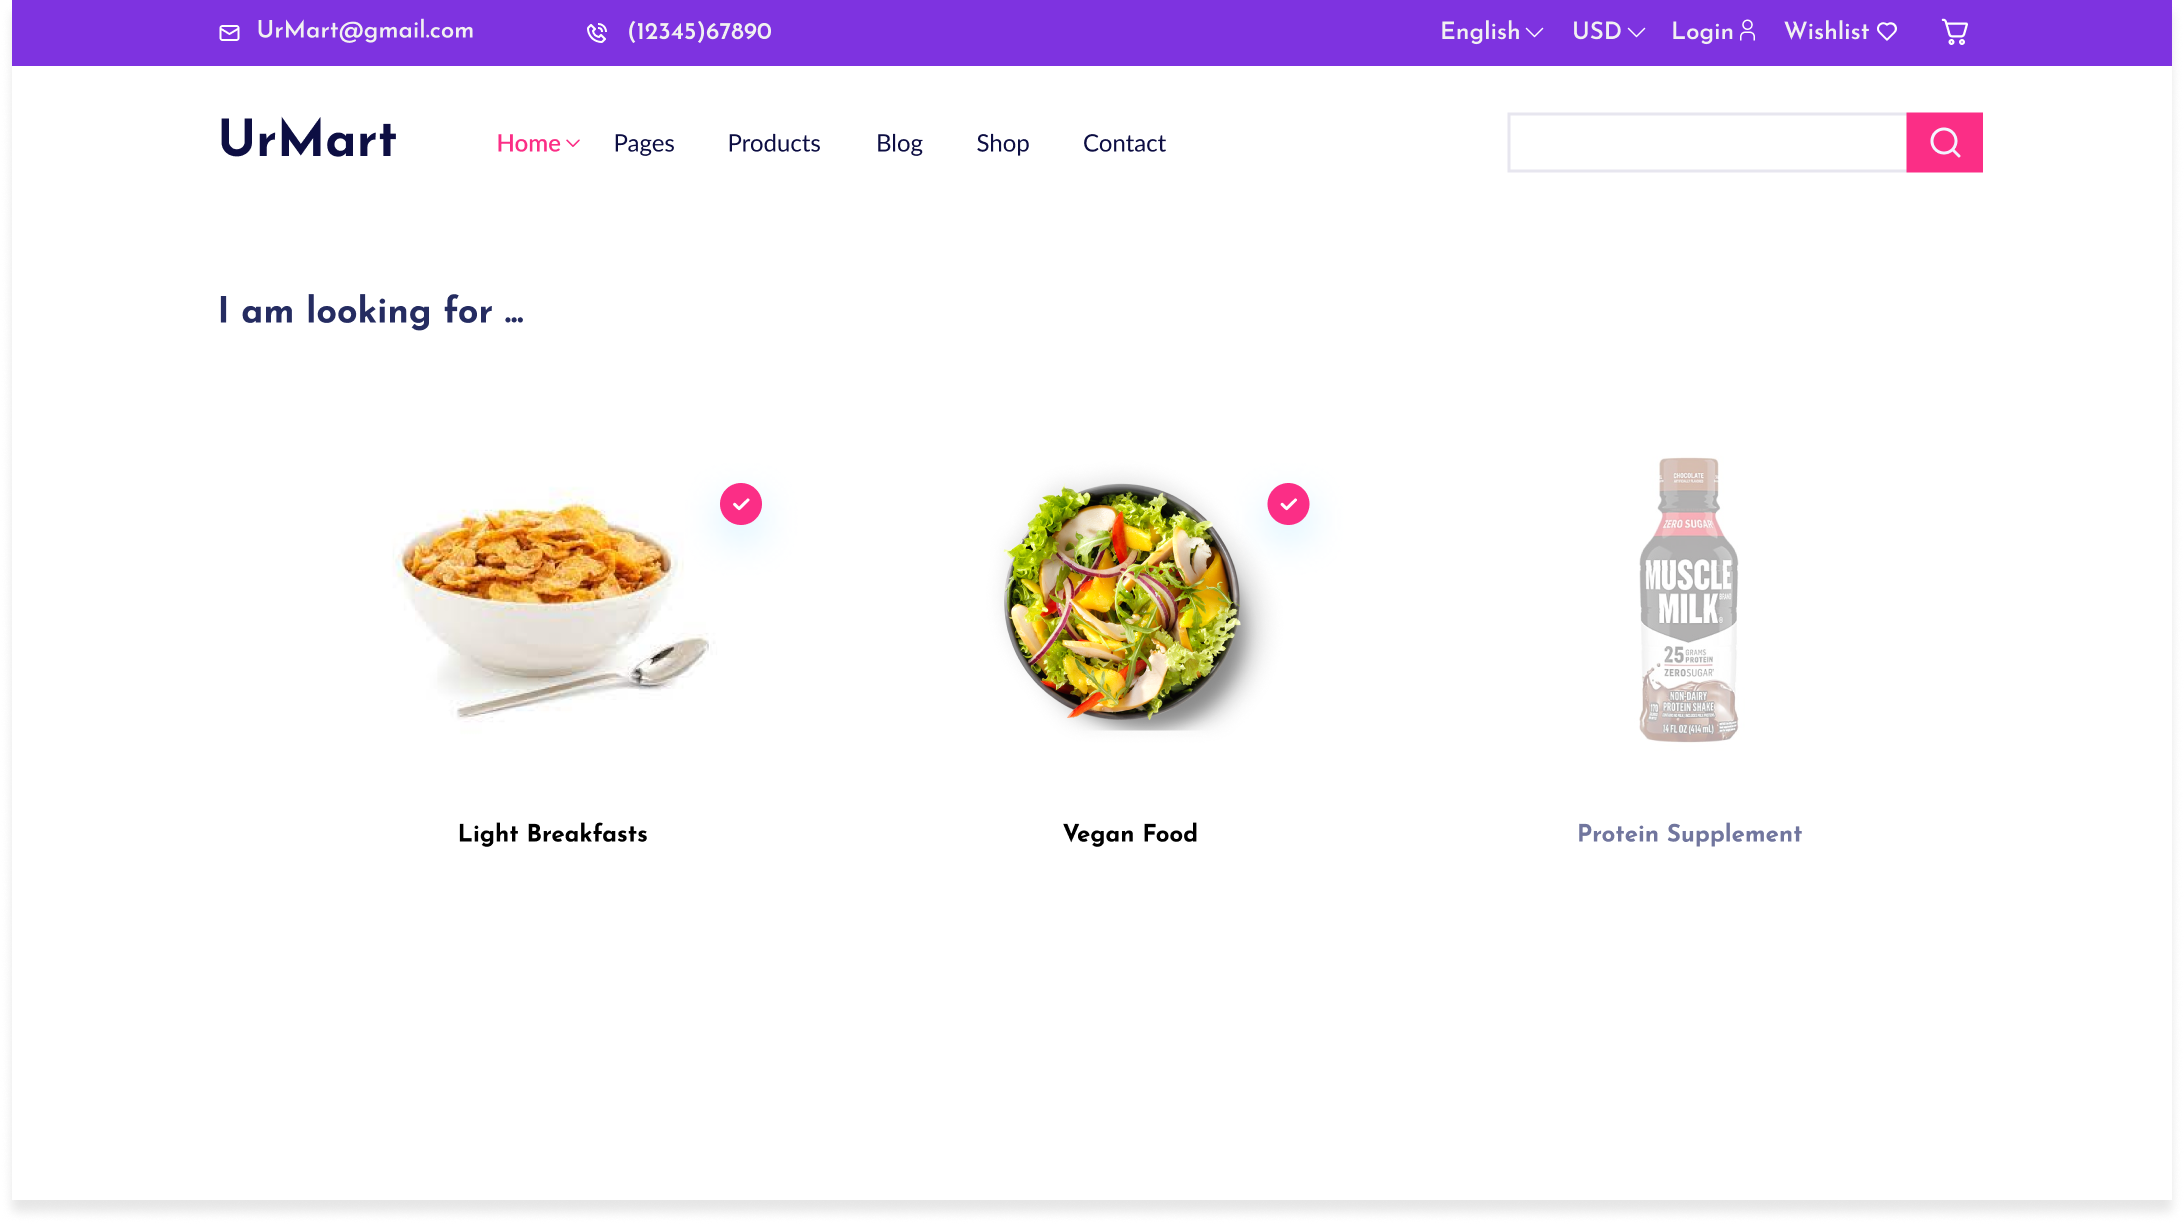 UrMart@gmail.com (12345)67890 English USD Login Wishlist
UrMart Home Pages Products Blog Shop Contact
I am looking for ...
CHOCOLATE
ZERO SUGAR
MUSCLE
MILK
25 GRAMS PROTEIN
ZEROSUGAR
NON-DAIRY
PROTEIN SHAKE
14 FL OZ (414 mL)
Light Breakfasts Vegan Food Protein Supplement